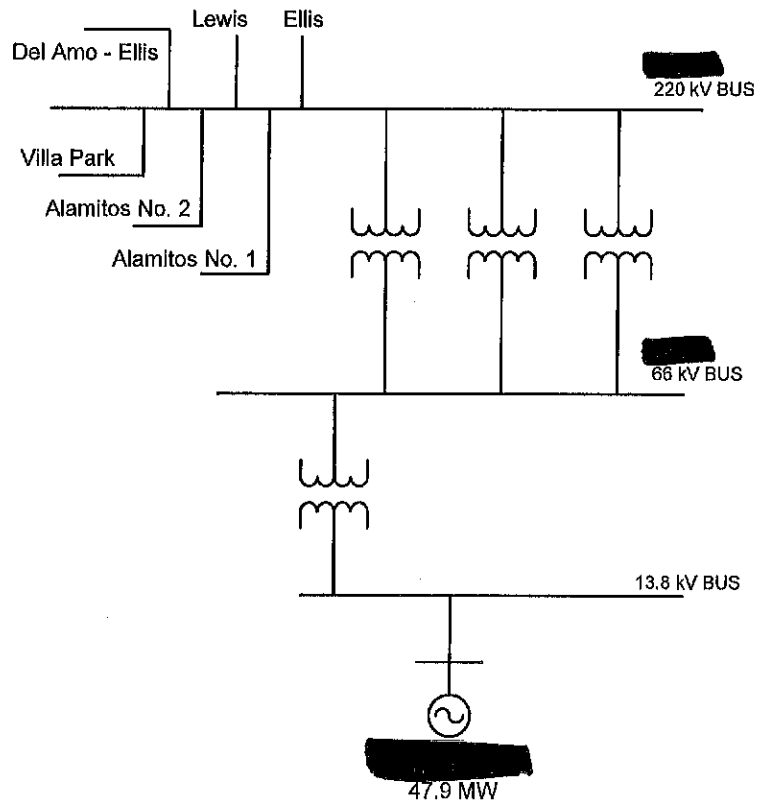 Lewis
Ellis
Del Amo - Ellis
220 kV BUS
Villa Park
Alamitos No. 2
Alamitos No. 1
66 kV BUS
13.8 kV BUS
47.9 MW